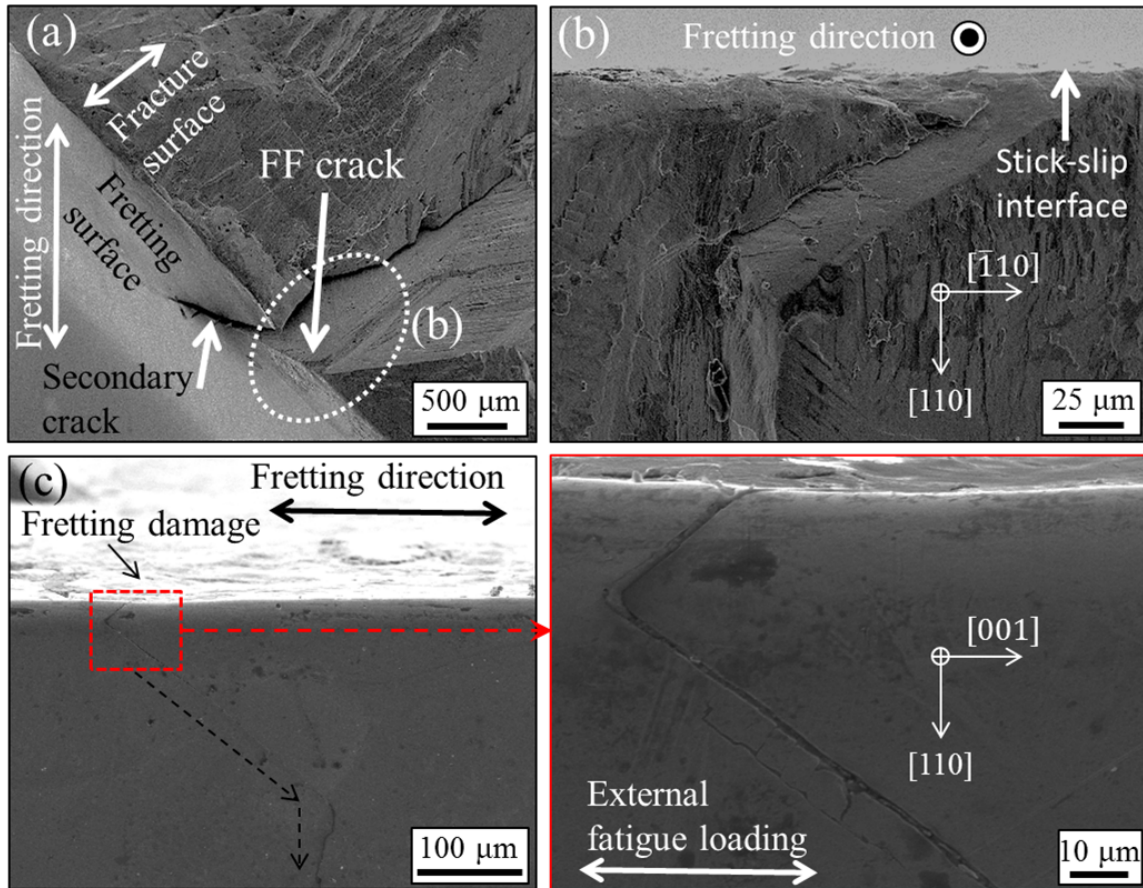 (a)
Fracture
surface
Fretting direction
FF crack
Fretting
surface
(b)
Secondary
crack
500 μm
(b)
Fretting direction
Stick-slip
interface
[1̅10]
[110]
25 μm
(c)
Fretting direction
Fretting damage
100 μm
[001]
[110]
External
fatigue loading
10 μm